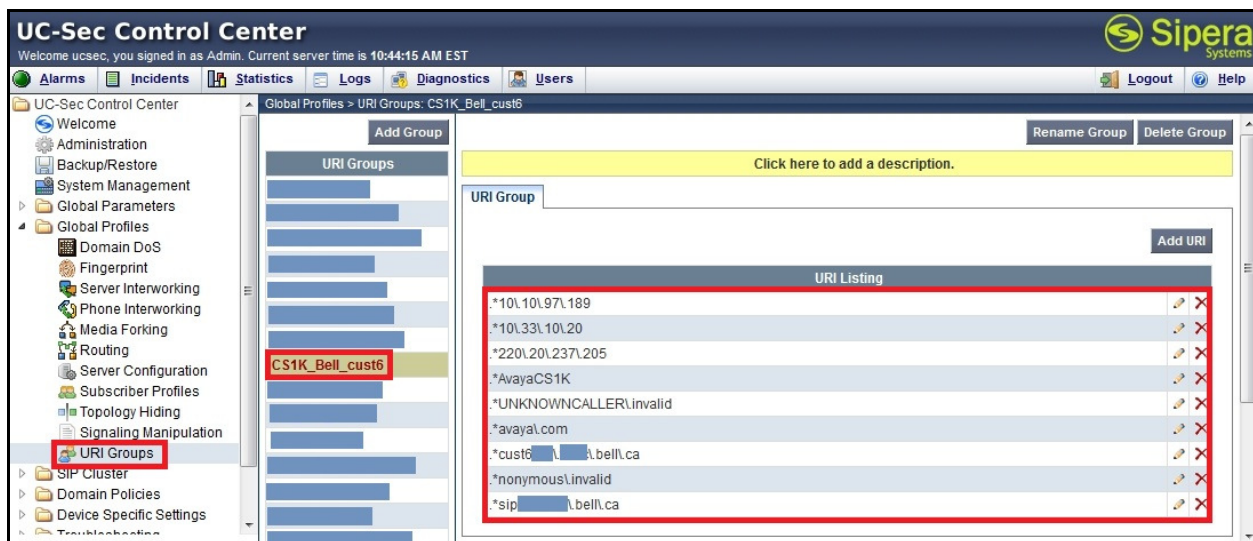 UC-Sec Control Center
Welcome ucsec, you signed in as Admin. Current server time is 10:44:15 AM EST
Sipera
Systems
Alarms Incidents Statistics Logs Diagnostics Users Logout Help
UC-Sec Control Center
Welcome
Administration
Backup/Restore
System Management
Global Parameters
Global Profiles
Domain DoS
Fingerprint
Server Interworking
Phone Interworking
Media Forking
Routing
Server Configuration
Subscriber Profiles
Topology Hiding
Signaling Manipulation
URI Groups
SIP Cluster
Domain Policies
Device Specific Settings
Global Profiles > URI Groups: CS1K_Bell_cust6
Add Group
URI Groups
CS1K_Bell_cust6
Rename Group Delete Group
Click here to add a description.
URI Group
Add URI
URI Listing
.*10\.10\.97\.189
.*10\.33\.10\.20
.*220\.20\.237\.205
.*AvayaCS1K
.*UNKNOWNCALLER\.invalid
.*avaya\.com
.*cust6 \. \.bell\.ca
.*nonymous\.invalid
.*sip \.bell\.ca